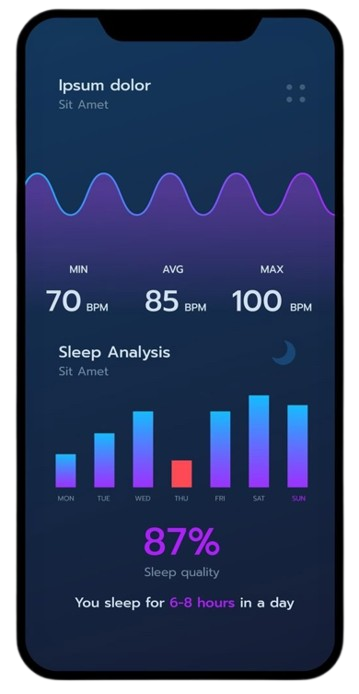 Ipsum dolor
Sit Amet
MIN AVG MAX
70 BPM 85 BPM 100 BPM
Sleep Analysis
Sit Amet
MON TUE WED THU FRI SAT SUN
87%
Sleep quality
You sleep for 6-8 hours in a day